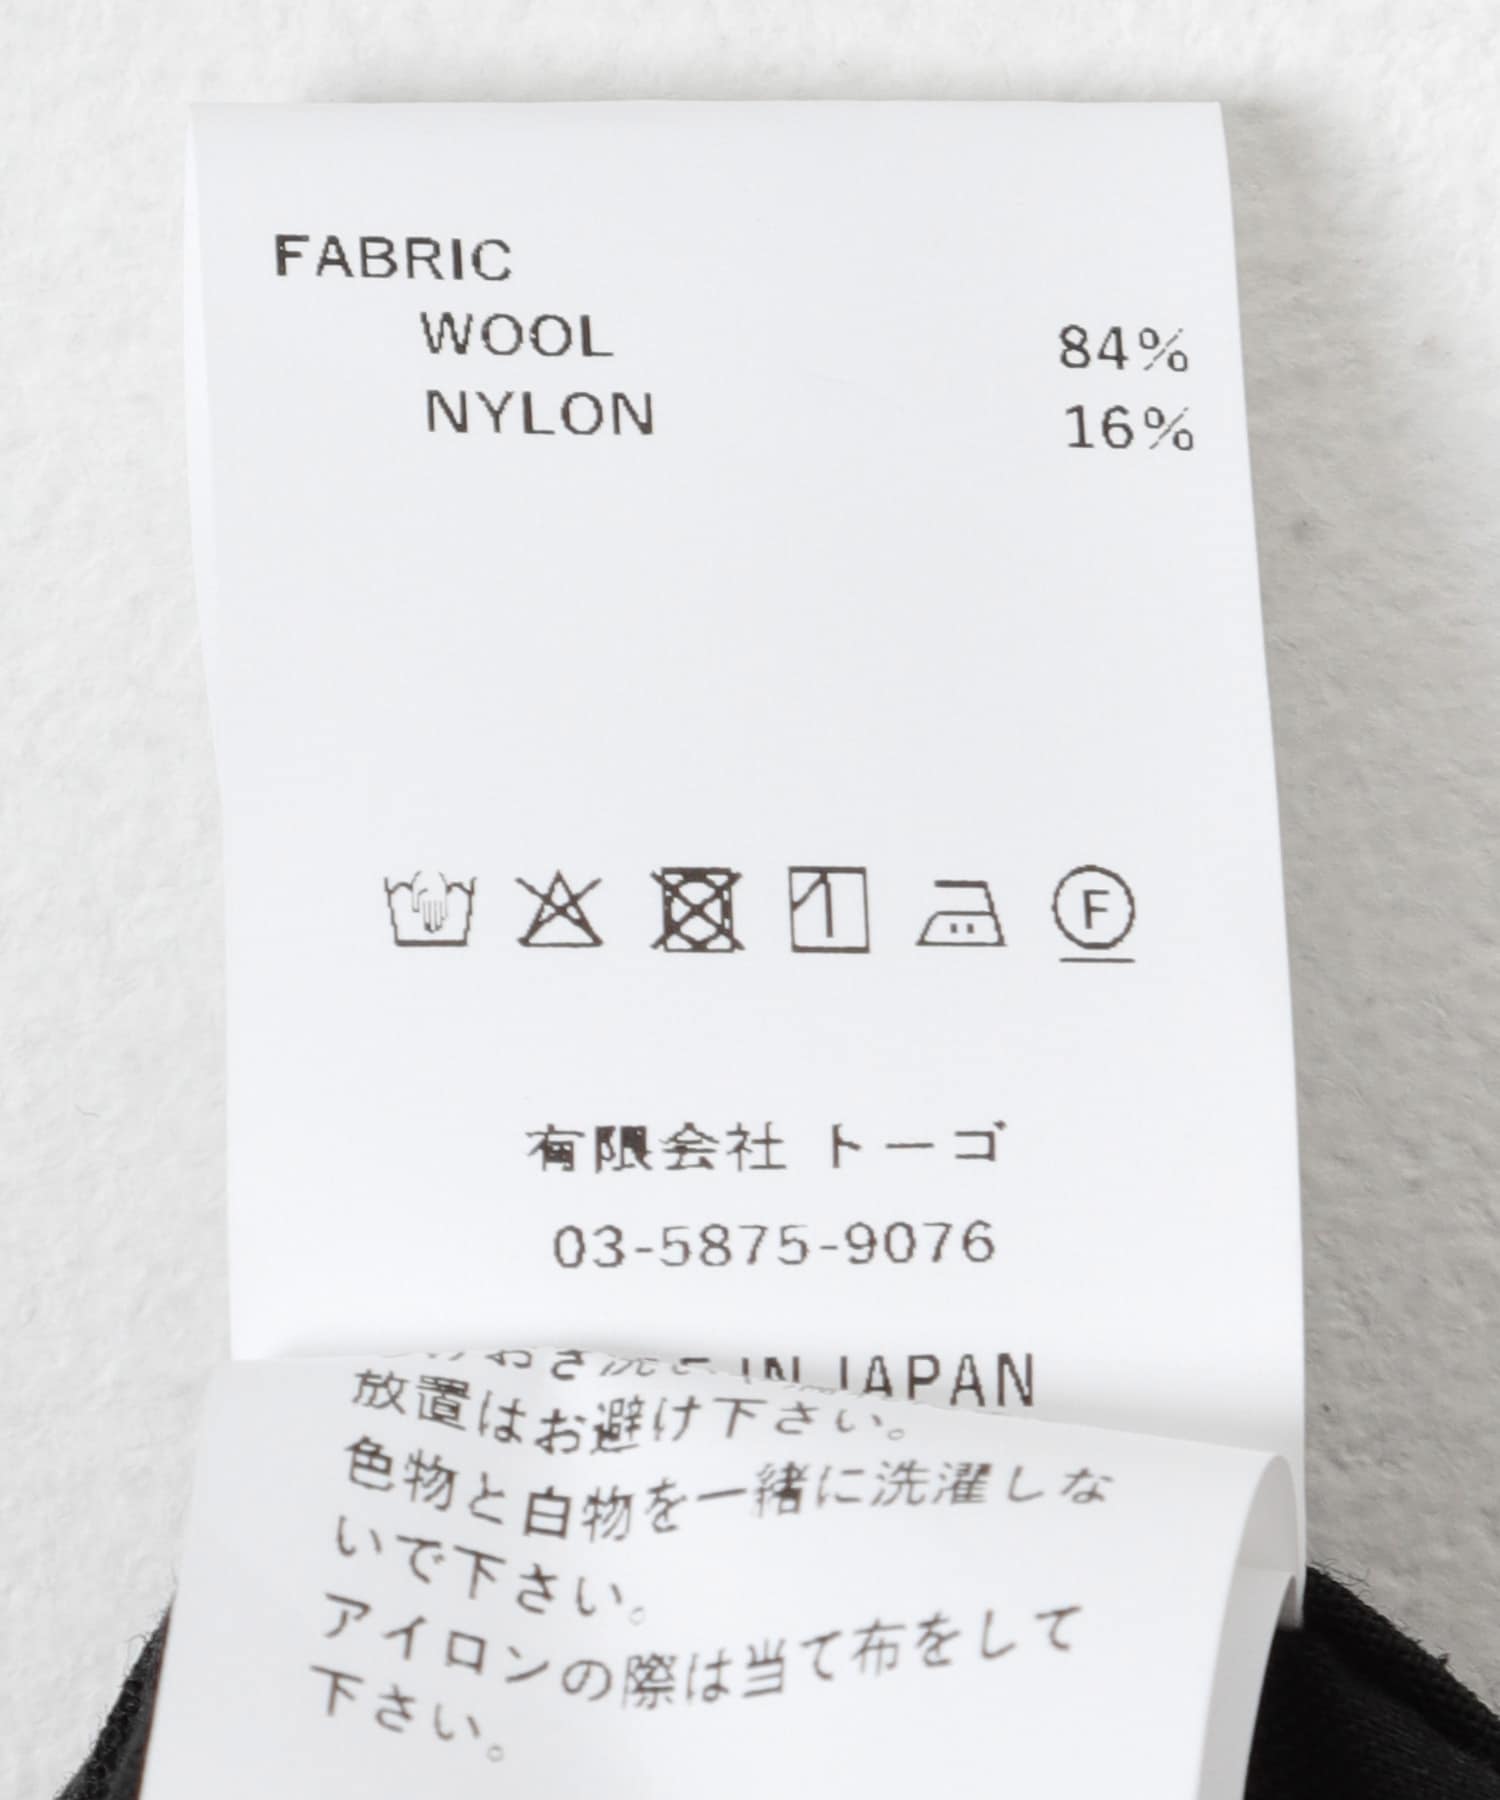 FABRIC
WOOL 84%
NYLON 16%
F
有限会社 トーゴ
03-5875-9076
IN JAPAN
放置はお避け下さい。
色物と白物を一緒に洗濯しな
いで下さい。
アイロンの際は当て布をして
下さい。